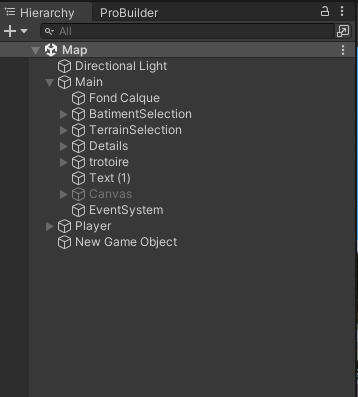 Hierarchy ProBuilder
All
Map
Directional Light
Main
Fond Calque
BatimentSelection
TerrainSelection
Details
trotoire
Text (1)
Canvas
EventSystem
Player
New Game Object